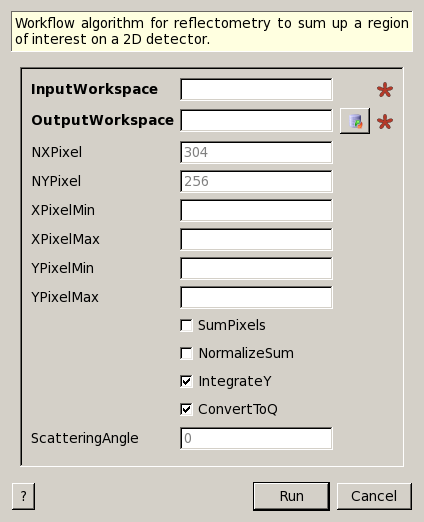 Workflow algorithm for reflectometry to sum up a region
of interest on a 2D detector.
InputWorkspace *
OutputWorkspace *
NXPixel 304
NYPixel 256
XPixelMin
XPixelMax
YPixelMin
YPixelMax
SumPixels
NormalizeSum
IntegrateY
ConvertToQ
ScatteringAngle 0
? Run Cancel